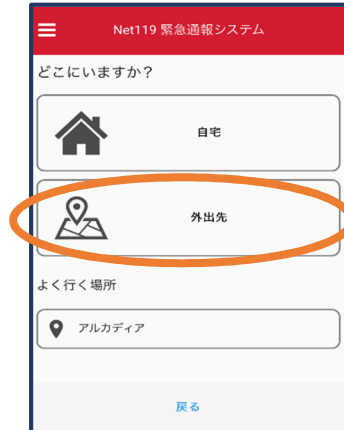 Net119 緊急通報システム
どこにいますか？
自宅
外出先
よく行く場所
アルカディア
戻る